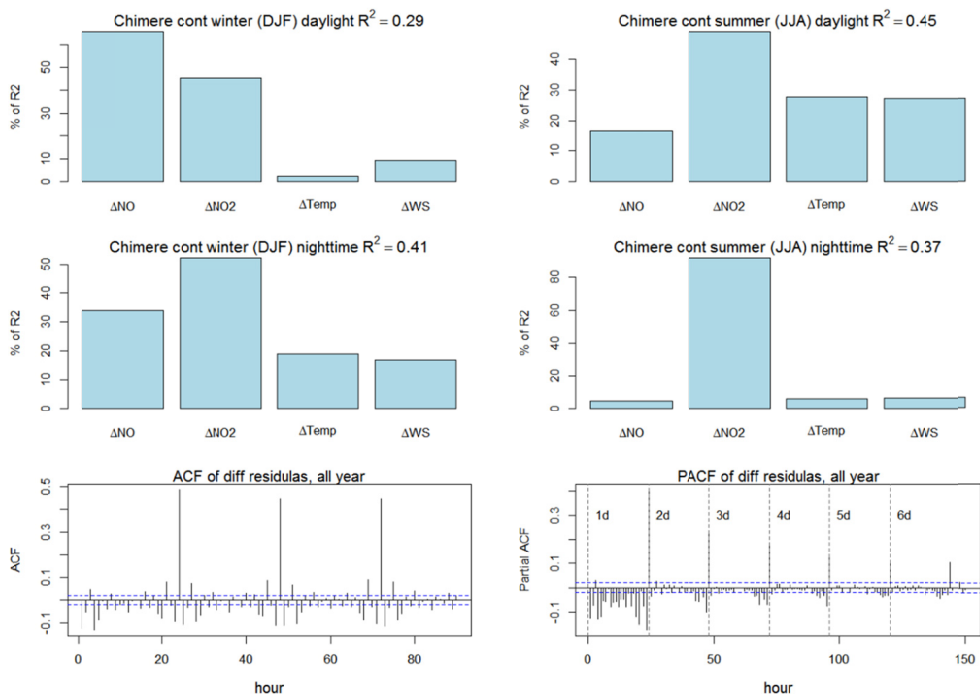 Chimere cont winter (DJF) daylight R² = 0.29
% of R2
0 10 30 50
ΔNO ΔNO2 ΔTemp ΔWS
Chimere cont summer (JJA) daylight R² = 0.45
% of R2
0 10 20 30 40
ΔNO ΔNO2 ΔTemp ΔWS
Chimere cont winter (DJF) nighttime R² = 0.41
% of R2
0 10 20 30 40 50
ΔNO ΔNO2 ΔTemp ΔWS
Chimere cont summer (JJA) nighttime R² = 0.37
% of R2
0 20 40 60 80
ΔNO ΔNO2 ΔTemp ΔWS
ACF of diff residulas, all year
ACF
-0.1 0.1 0.3 0.5
0 20 40 60 80
hour
PACF of diff residulas, all year
Partial ACF
-0.1 0.1 0.3
1d 2d 3d 4d 5d 6d
0 50 100 150
hour